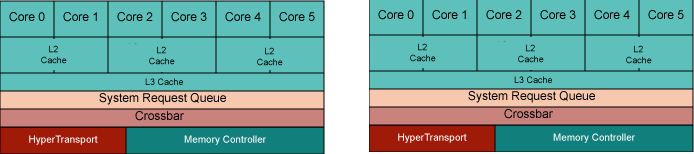 Core 0 Core 1 Core 2 Core 3 Core 4 Core 5
L2 Cache L2 Cache L2 Cache
L3 Cache
System Request Queue
Crossbar
HyperTransport Memory Controller
Core 0 Core 1 Core 2 Core 3 Core 4 Core 5
L2 Cache L2 Cache L2 Cache
L3 Cache
System Request Queue
Crossbar
HyperTransport Memory Controller